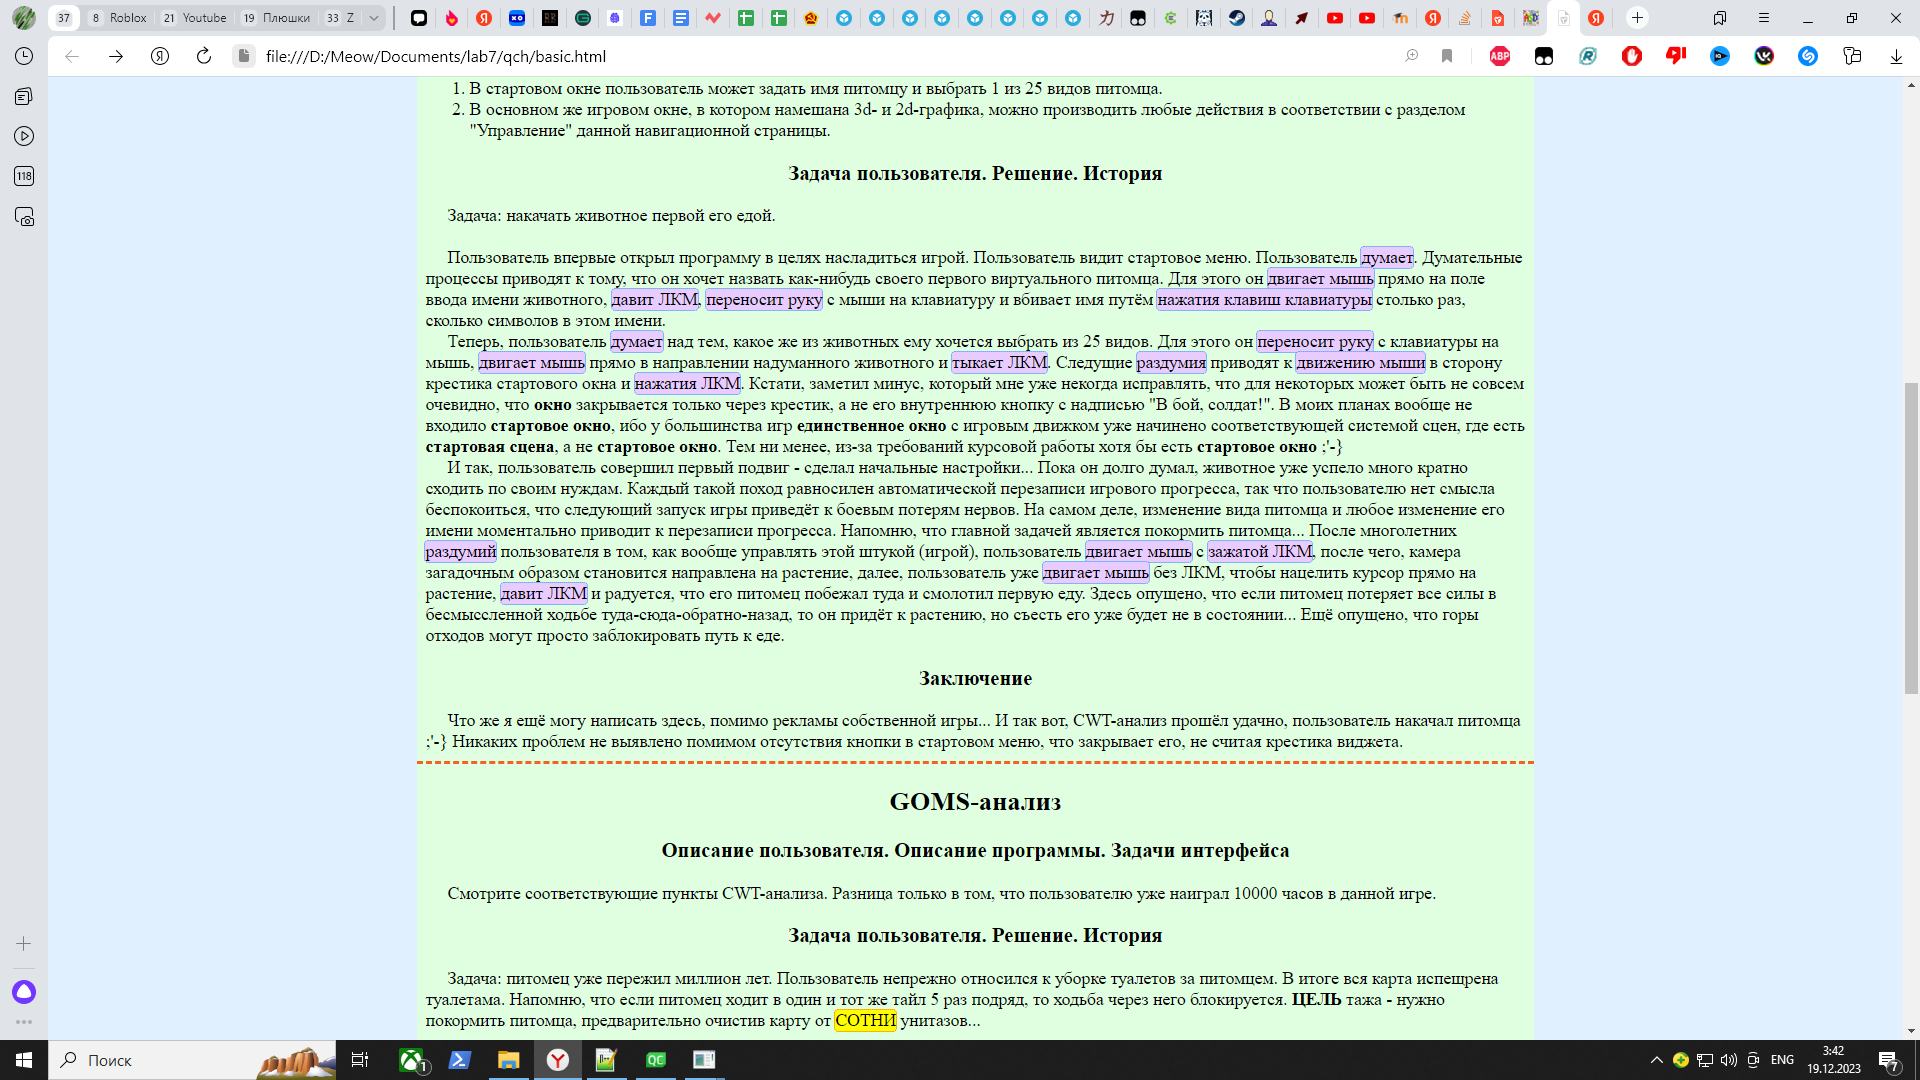 37
8 Roblox
21 Youtube
19 Плюшки
33 Z
file:///D:/Meow/Documents/lab7/qch/basic.html
ABP
118
1. В стартовом окне пользователь может задать имя питомцу и выбрать 1 из 25 видов питомца.
2. В основном же игровом окне, в котором намешана 3d- и 2d-графика, можно производить любые действия в соответствии с разделом
"Управление" данной навигационной страницы.
Задача пользователя. Решение. История
Задача: накачать животное первой его едой.
Пользователь впервые открыл программу в целях насладиться игрой. Пользователь видит стартовое меню. Пользователь думает. Думательные
процессы приводят к тому, что он хочет назвать как-нибудь своего первого виртуального питомца. Для этого он двигает мышь прямо на поле
ввода имени животного, давит ЛКМ, переносит руку с мыши на клавиатуру и вбивает имя путём нажатия клавиш клавиатуры столько раз,
сколько символов в этом имени.
Теперь, пользователь думает над тем, какое же из животных ему хочется выбрать из 25 видов. Для этого он переносит руку с клавиатуры на
мышь, двигает мышь прямо в направлении надуманного животного и тыкает ЛКМ. Следущие раздумия приводят к движению мыши в сторону
крестика стартового окна и нажатия ЛКМ. Кстати, заметил минус, который мне уже некогда исправлять, что для некоторых может быть не совсем
очевидно, что окно закрывается только через крестик, а не его внутреннюю кнопку с надписью "В бой, солдат!". В моих планах вообще не
входило стартовое окно, ибо у большинства игр единственное окно с игровым движком уже начинено соответствующей системой сцен, где есть
стартовая сцена, а не стартовое окно. Тем ни менее, из-за требований курсовой работы хотя бы есть стартовое окно ;'-}
И так, пользователь совершил первый подвиг - сделал начальные настройки... Пока он долго думал, животное уже успело много кратно
сходить по своим нуждам. Каждый такой поход равносилен автоматической перезаписи игрового прогресса, так что пользователю нет смысла
беспокоиться, что следующий запуск игры приведёт к боевым потерям нервов. На самом деле, изменение вида питомца и любое изменение его
имени моментально приводит к перезаписи прогресса. Напомню, что главной задачей является покормить питомца... После многолетних
раздумий пользователя в том, как вообще управлять этой штукой (игрой), пользователь двигает мышь с зажатой ЛКМ, после чего, камера
загадочным образом становится направлена на растение, далее, пользователь уже двигает мышь без ЛКМ, чтобы нацелить курсор прямо на
растение, давит ЛКМ и радуется, что его питомец побежал туда и смолотил первую еду. Здесь опущено, что если питомец потеряет все силы в
бесмыссленной ходьбе туда-сюда-обратно-назад, то он придёт к растению, но съесть его уже будет не в состоянии... Ещё опущено, что горы
отходов могут просто заблокировать путь к еде.
Заключение
Что же я ещё могу написать здесь, помимо рекламы собственной игры... И так вот, CWT-анализ прошёл удачно, пользователь накачал питомца
;'-} Никаких проблем не выявлено помимом отсутствия кнопки в стартовом меню, что закрывает его, не считая крестика виджета.
GOMS-анализ
Описание пользователя. Описание программы. Задачи интерфейса
Смотрите соответствующие пункты CWT-анализа. Разница только в том, что пользователю уже наиграл 10000 часов в данной игре.
Задача пользователя. Решение. История
Задача: питомец уже пережил миллион лет. Пользователь непрежно относился к уборке туалетов за питомцем. В итоге вся карта испещрена
туалетама. Напомню, что если питомец ходит в один и тот же тайл 5 раз подряд, то ходьба через него блокируется. ЦЕЛЬ тажа - нужно
покормить питомца, предварительно очистив карту от СОТНИ унитазов...
Поиск
1
QC
ENG
3:42
19.12.2023
7